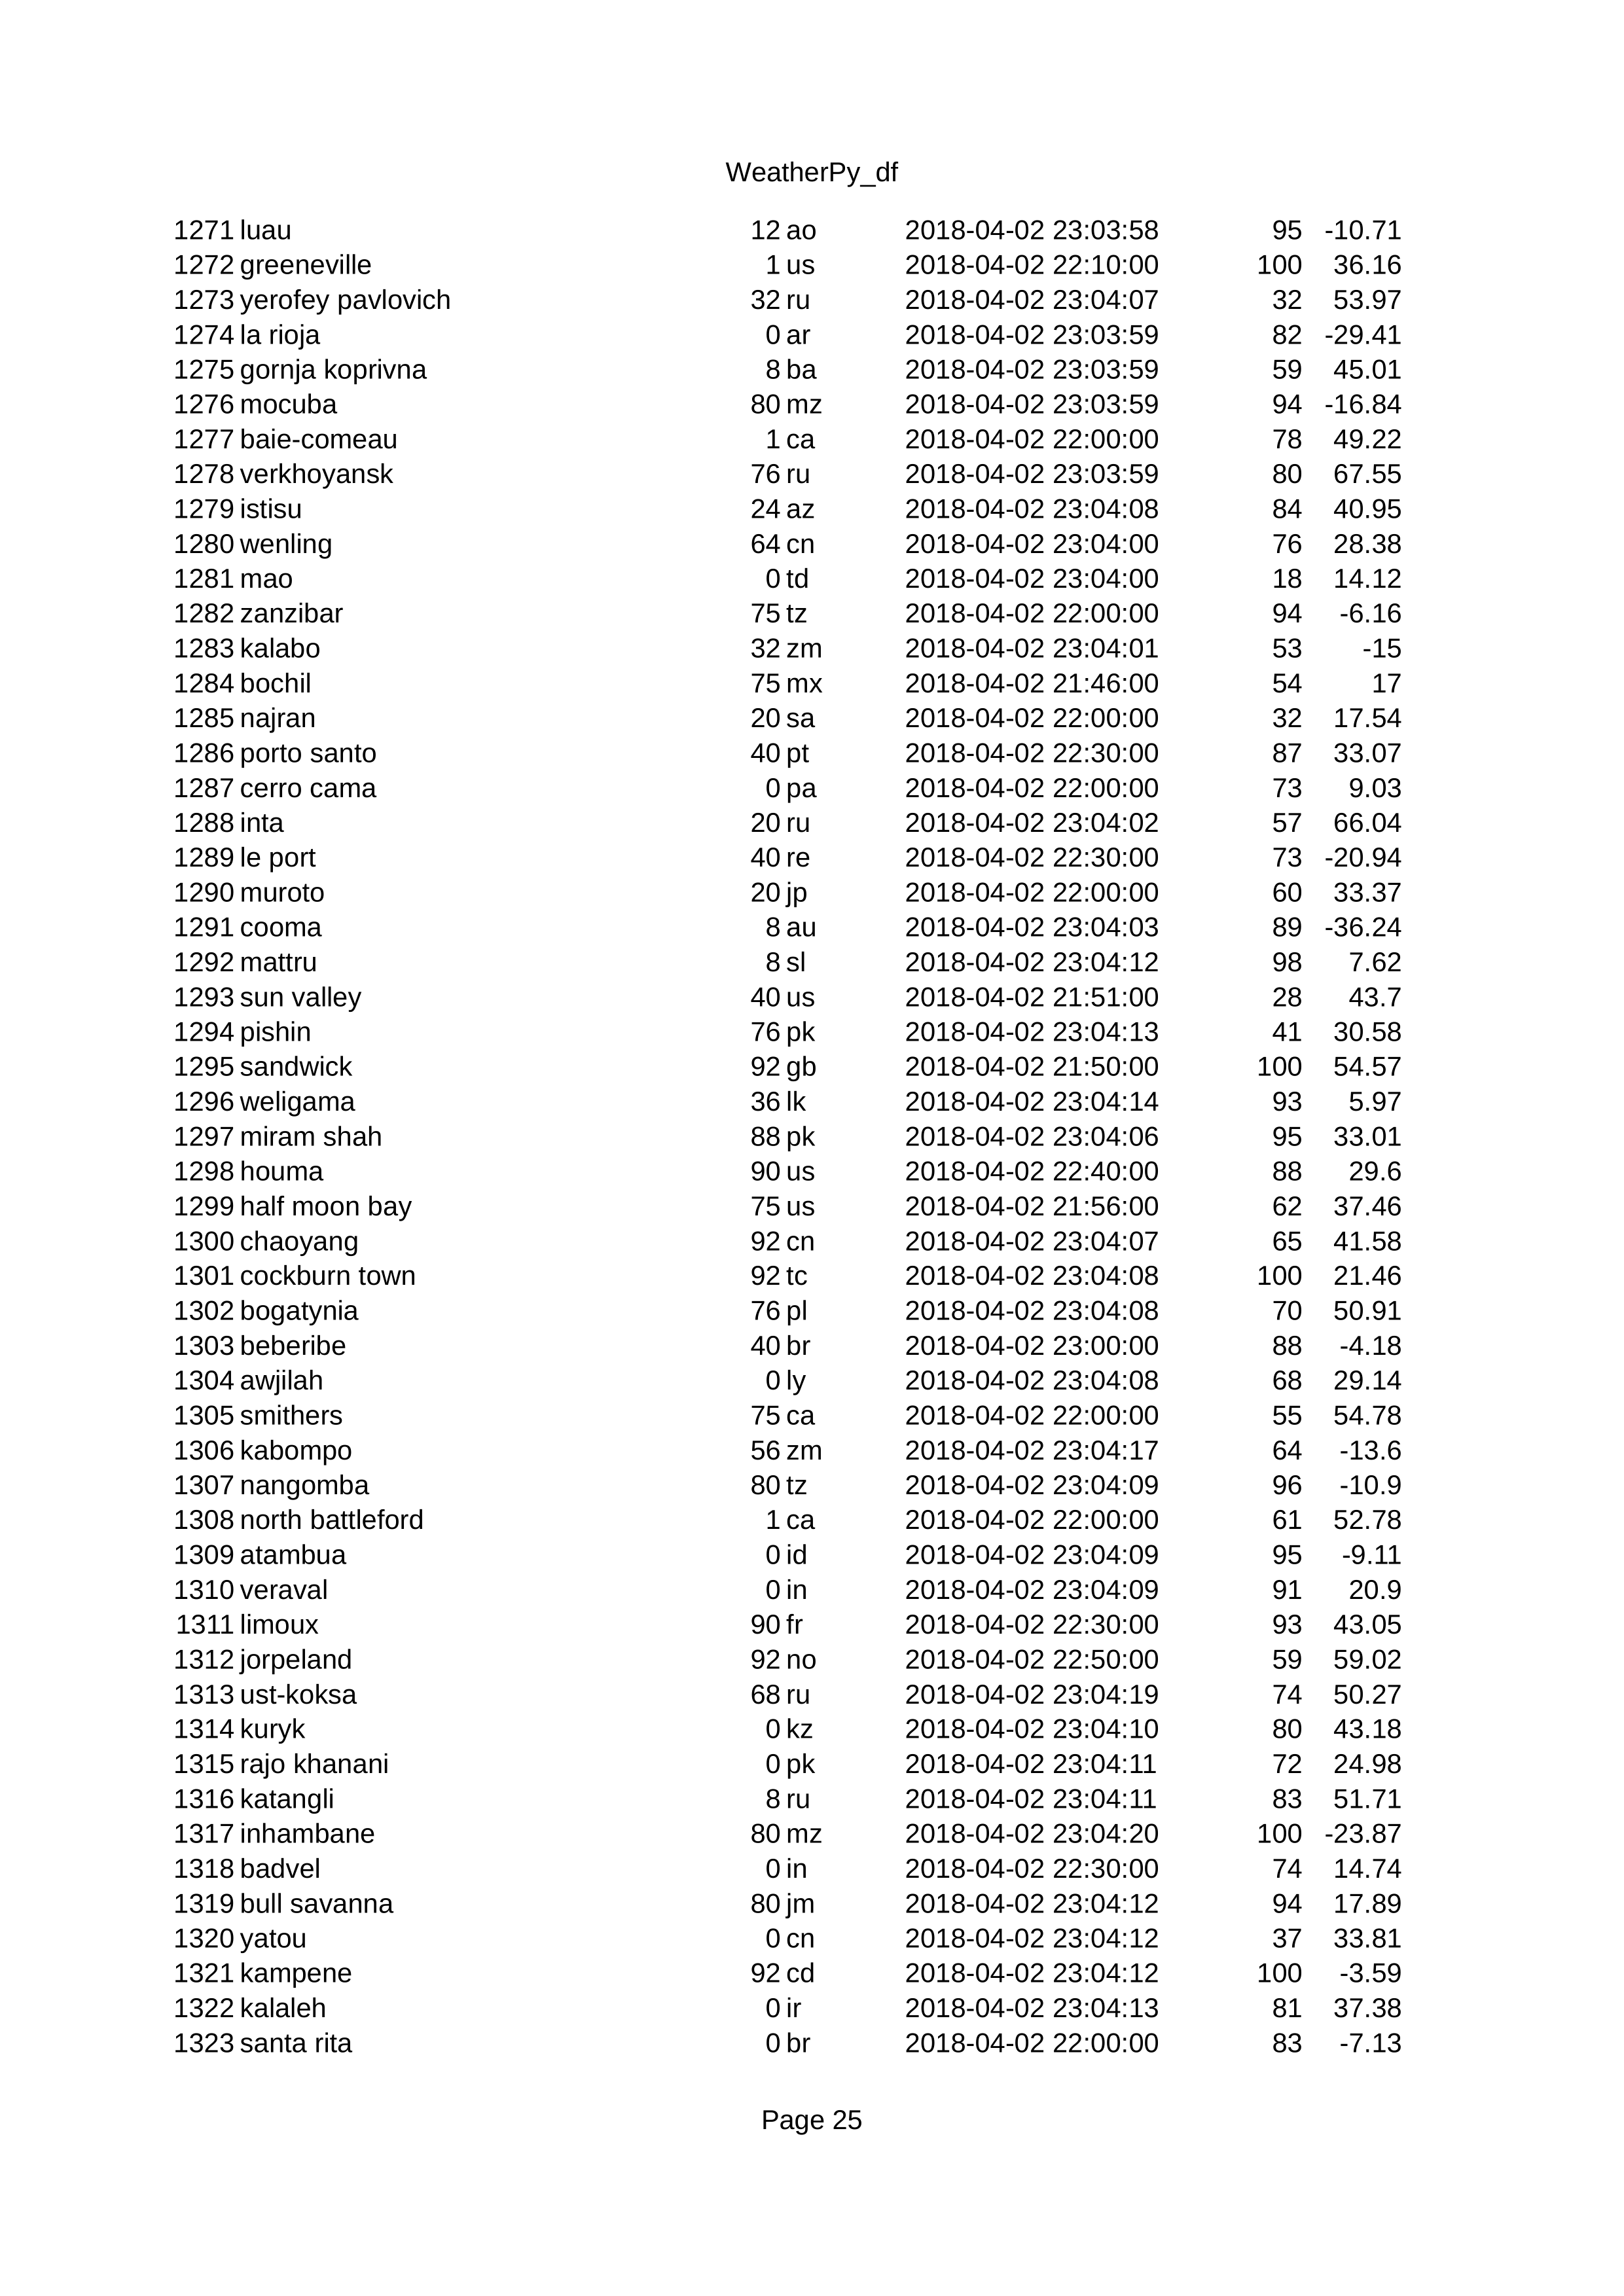 WeatherPy_df
1271 luau 12 ao 2018-04-02 23:03:58 95 -10.71
1272 greeneville 1 us 2018-04-02 22:10:00 100 36.16
1273 yerofey pavlovich 32 ru 2018-04-02 23:04:07 32 53.97
1274 la rioja 0 ar 2018-04-02 23:03:59 82 -29.41
1275 gornja koprivna 8 ba 2018-04-02 23:03:59 59 45.01
1276 mocuba 80 mz 2018-04-02 23:03:59 94 -16.84
1277 baie-comeau 1 ca 2018-04-02 22:00:00 78 49.22
1278 verkhoyansk 76 ru 2018-04-02 23:03:59 80 67.55
1279 istisu 24 az 2018-04-02 23:04:08 84 40.95
1280 wenling 64 cn 2018-04-02 23:04:00 76 28.38
1281 mao 0 td 2018-04-02 23:04:00 18 14.12
1282 zanzibar 75 tz 2018-04-02 22:00:00 94 -6.16
1283 kalabo 32 zm 2018-04-02 23:04:01 53 -15
1284 bochil 75 mx 2018-04-02 21:46:00 54 17
1285 najran 20 sa 2018-04-02 22:00:00 32 17.54
1286 porto santo 40 pt 2018-04-02 22:30:00 87 33.07
1287 cerro cama 0 pa 2018-04-02 22:00:00 73 9.03
1288 inta 20 ru 2018-04-02 23:04:02 57 66.04
1289 le port 40 re 2018-04-02 22:30:00 73 -20.94
1290 muroto 20 jp 2018-04-02 22:00:00 60 33.37
1291 cooma 8 au 2018-04-02 23:04:03 89 -36.24
1292 mattru 8 sl 2018-04-02 23:04:12 98 7.62
1293 sun valley 40 us 2018-04-02 21:51:00 28 43.7
1294 pishin 76 pk 2018-04-02 23:04:13 41 30.58
1295 sandwick 92 gb 2018-04-02 21:50:00 100 54.57
1296 weligama 36 lk 2018-04-02 23:04:14 93 5.97
1297 miram shah 88 pk 2018-04-02 23:04:06 95 33.01
1298 houma 90 us 2018-04-02 22:40:00 88 29.6
1299 half moon bay 75 us 2018-04-02 21:56:00 62 37.46
1300 chaoyang 92 cn 2018-04-02 23:04:07 65 41.58
1301 cockburn town 92 tc 2018-04-02 23:04:08 100 21.46
1302 bogatynia 76 pl 2018-04-02 23:04:08 70 50.91
1303 beberibe 40 br 2018-04-02 23:00:00 88 -4.18
1304 awjilah 0 ly 2018-04-02 23:04:08 68 29.14
1305 smithers 75 ca 2018-04-02 22:00:00 55 54.78
1306 kabompo 56 zm 2018-04-02 23:04:17 64 -13.6
1307 nangomba 80 tz 2018-04-02 23:04:09 96 -10.9
1308 north battleford 1 ca 2018-04-02 22:00:00 61 52.78
1309 atambua 0 id 2018-04-02 23:04:09 95 -9.11
1310 veraval 0 in 2018-04-02 23:04:09 91 20.9
1311 limoux 90 fr 2018-04-02 22:30:00 93 43.05
1312 jorpeland 92 no 2018-04-02 22:50:00 59 59.02
1313 ust-koksa 68 ru 2018-04-02 23:04:19 74 50.27
1314 kuryk 0 kz 2018-04-02 23:04:10 80 43.18
1315 rajo khanani 0 pk 2018-04-02 23:04:11 72 24.98
1316 katangli 8 ru 2018-04-02 23:04:11 83 51.71
1317 inhambane 80 mz 2018-04-02 23:04:20 100 -23.87
1318 badvel 0 in 2018-04-02 22:30:00 74 14.74
1319 bull savanna 80 jm 2018-04-02 23:04:12 94 17.89
1320 yatou 0 cn 2018-04-02 23:04:12 37 33.81
1321 kampene 92 cd 2018-04-02 23:04:12 100 -3.59
1322 kalaleh 0 ir 2018-04-02 23:04:13 81 37.38
1323 santa rita 0 br 2018-04-02 22:00:00 83 -7.13
Page 25